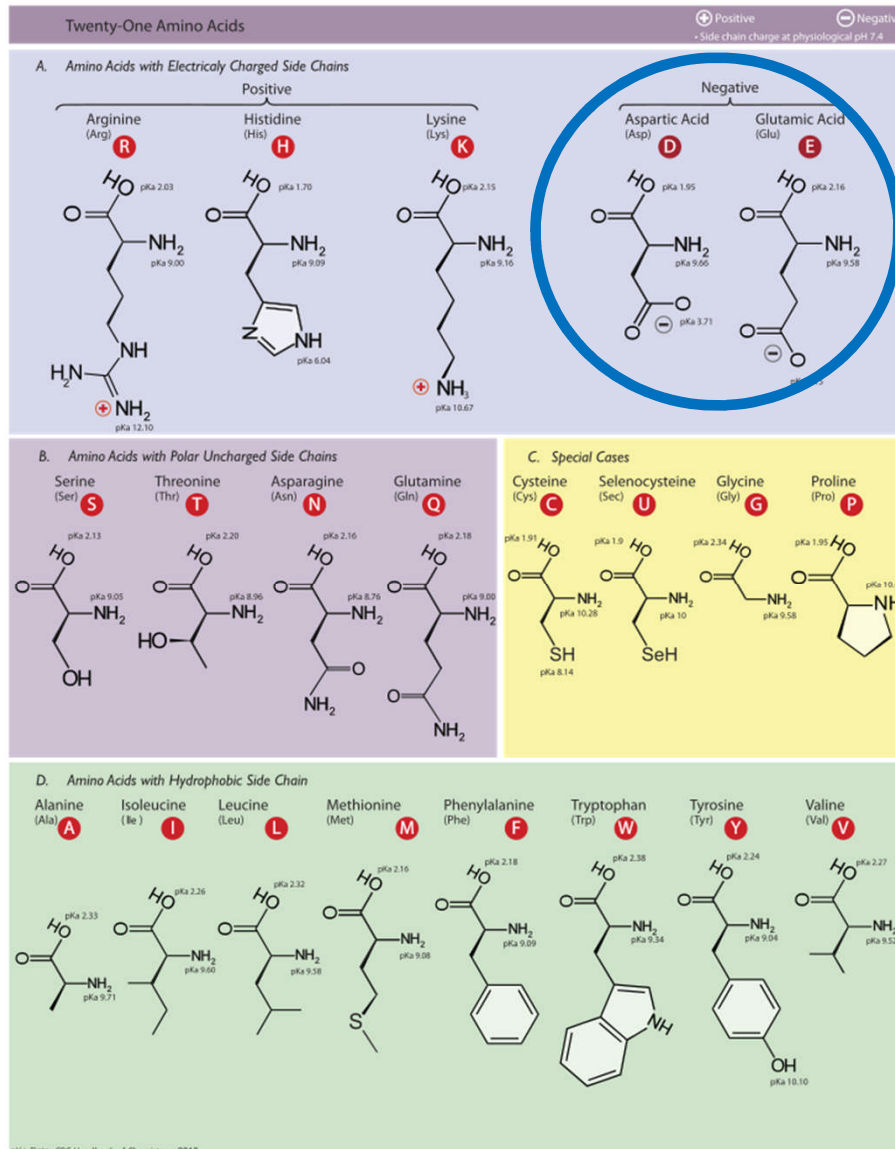 Twenty-One Amino Acids
Positive
Negativ
• Side chain charge at physiological pH 7.4
A. Amino Acids with Electricaly Charged Side Chains
Positive
Negative
Arginine
(Arg)
R
Histidine
(His)
H
Lysine
(Lys)
K
Aspartic Acid
(Asp)
D
Glutamic Acid
(Glu)
E
pKa 2.03
HO
O
NH₂
pKa 9.00
NH
H₂N
NH₂
pKa 12.10
pKa 1.70
HO
O
NH₂
pKa 9.09
N
NH
pKa 6.04
pKa 2.15
HO
O
NH₂
pKa 9.16
NH₃
pKa 10.67
pKa 1.95
HO
O
NH₂
pKa 9.66
O
O
pKa 3.71
pKa 2.16
HO
O
NH₂
pKa 9.58
O
O
B. Amino Acids with Polar Uncharged Side Chains
Serine
(Ser)
S
Threonine
(Thr)
T
Asparagine
(Asn)
N
Glutamine
(Gln)
Q
pKa 2.13
HO
O
pKa 9.05
NH₂
OH
pKa 2.20
HO
O
pKa 8.96
NH₂
HO
pKa 2.16
HO
O
pKa 8.76
NH₂
O
NH₂
pKa 2.18
HO
O
pKa 9.00
NH₂
O
NH₂
C. Special Cases
Cysteine
(Cys)
C
Selenocysteine
(Sec)
U
Glycine
(Gly)
G
Proline
(Pro)
P
pKa 1.91
HO
O
NH₂
pKa 10.28
SH
pKa 8.14
pKa 1.9
HO
O
NH₂
pKa 10
SeH
pKa 2.34
HO
O
NH₂
pKa 9.58
pKa 1.95
HO
O
pKa 10.
NH
D. Amino Acids with Hydrophobic Side Chain
Alanine
(Ala)
A
Isoleucine
(Ile)
I
Leucine
(Leu)
L
Methionine
(Met)
M
Phenylalanine
(Phe)
F
Tryptophan
(Trp)
W
Tyrosine
(Tyr)
Y
Valine
(Val)
V
pKa 2.33
HO
O
NH₂
pKa 9.71
pKa 2.26
HO
O
NH₂
pKa 9.60
pKa 2.32
HO
O
NH₂
pKa 9.58
pKa 2.16
HO
O
NH₂
pKa 9.08
S
pKa 2.18
HO
O
NH₂
pKa 9.09
pKa 2.38
HO
O
NH₂
pKa 9.34
NH
pKa 2.24
HO
O
NH₂
pKa 9.04
OH
pKa 10.10
pKa 2.27
HO
O
NH₂
pKa 9.52